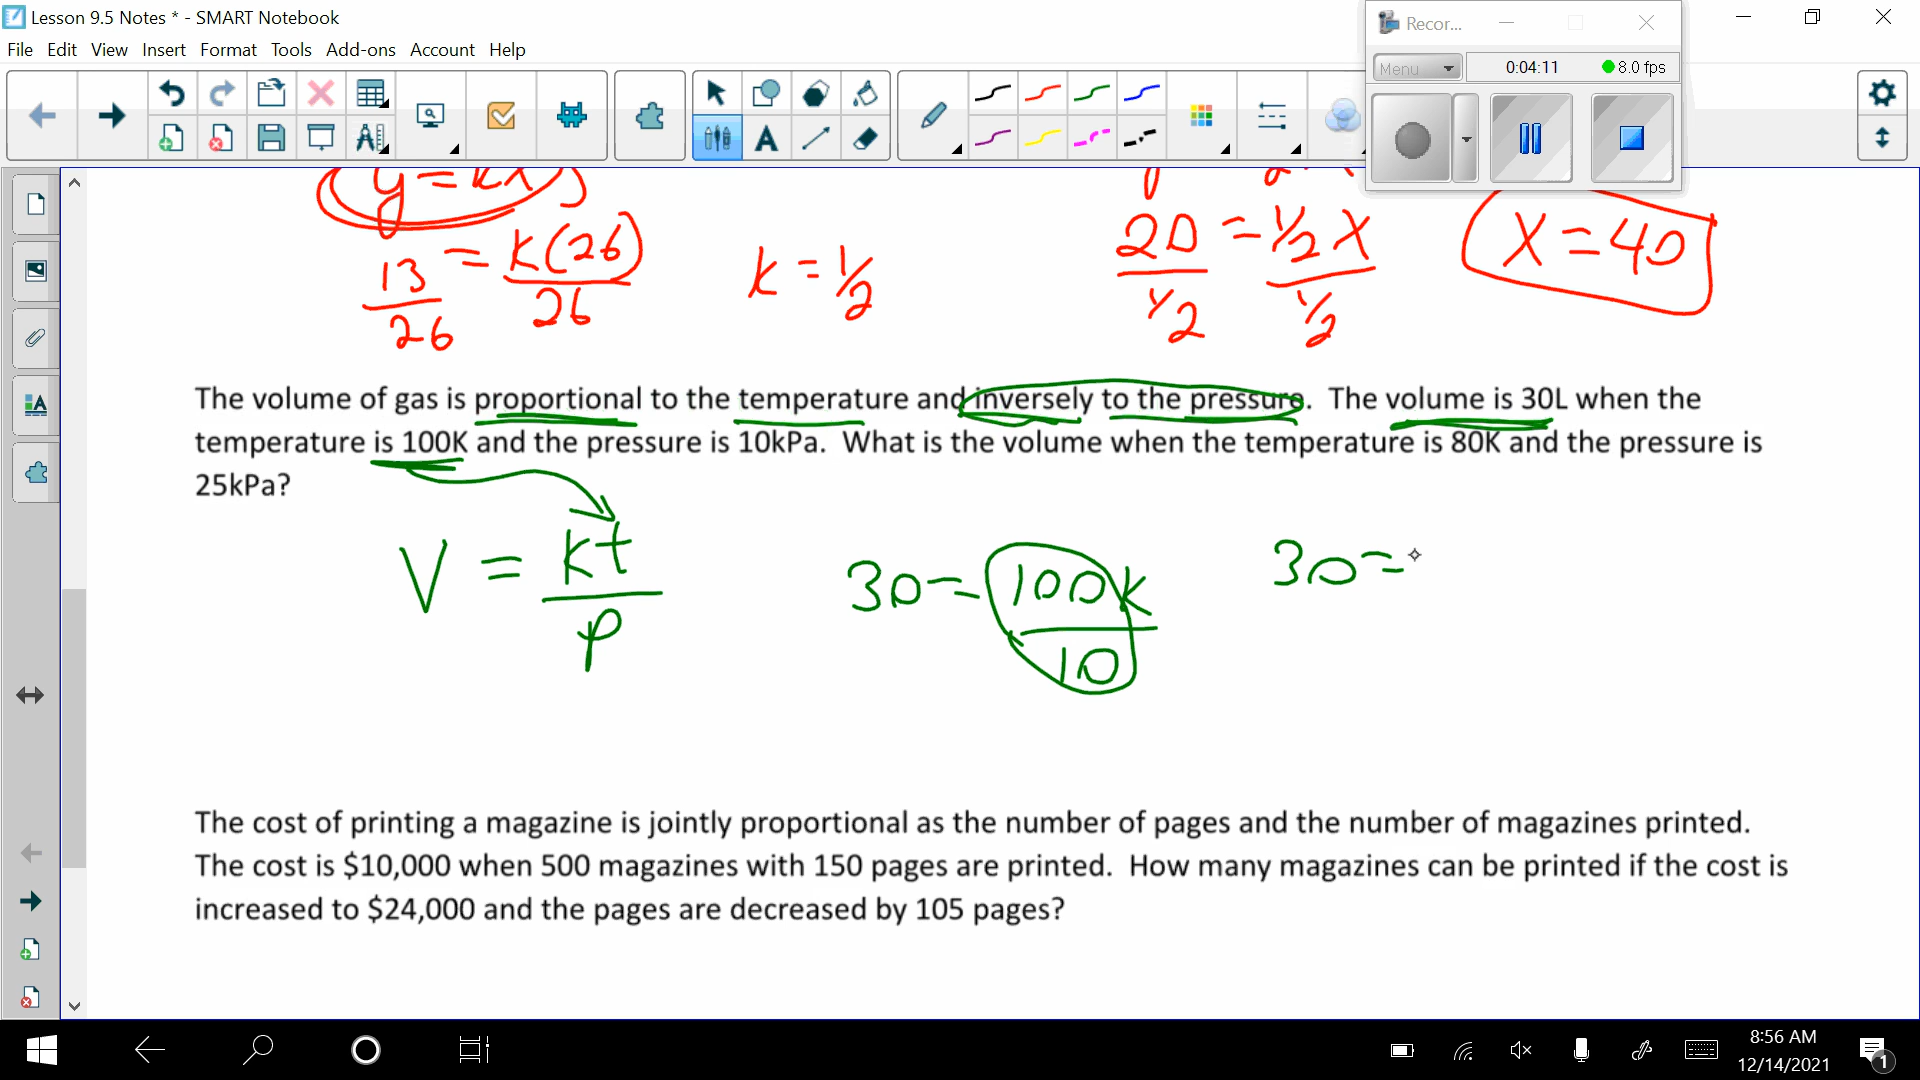 Lesson 9.5 Notes * - SMART Notebook
File Edit View Insert Format Tools Add-ons Account Help
Recor...
Menu
0:04:11
8.0 fps
y = kx
13/26 = k(26)/26
k = 1/2
20/(1/2) = 1/2 x/(1/2)
x = 40
The volume of gas is proportional to the temperature and inversely to the pressure. The volume is 30L when the
temperature is 100K and the pressure is 10kPa. What is the volume when the temperature is 80K and the pressure is
25kPa?
V = kt/p
30 = 100k/10
30 =
The cost of printing a magazine is jointly proportional as the number of pages and the number of magazines printed.
The cost is $10,000 when 500 magazines with 150 pages are printed. How many magazines can be printed if the cost is
increased to $24,000 and the pages are decreased by 105 pages?
8:56 AM
12/14/2021
1